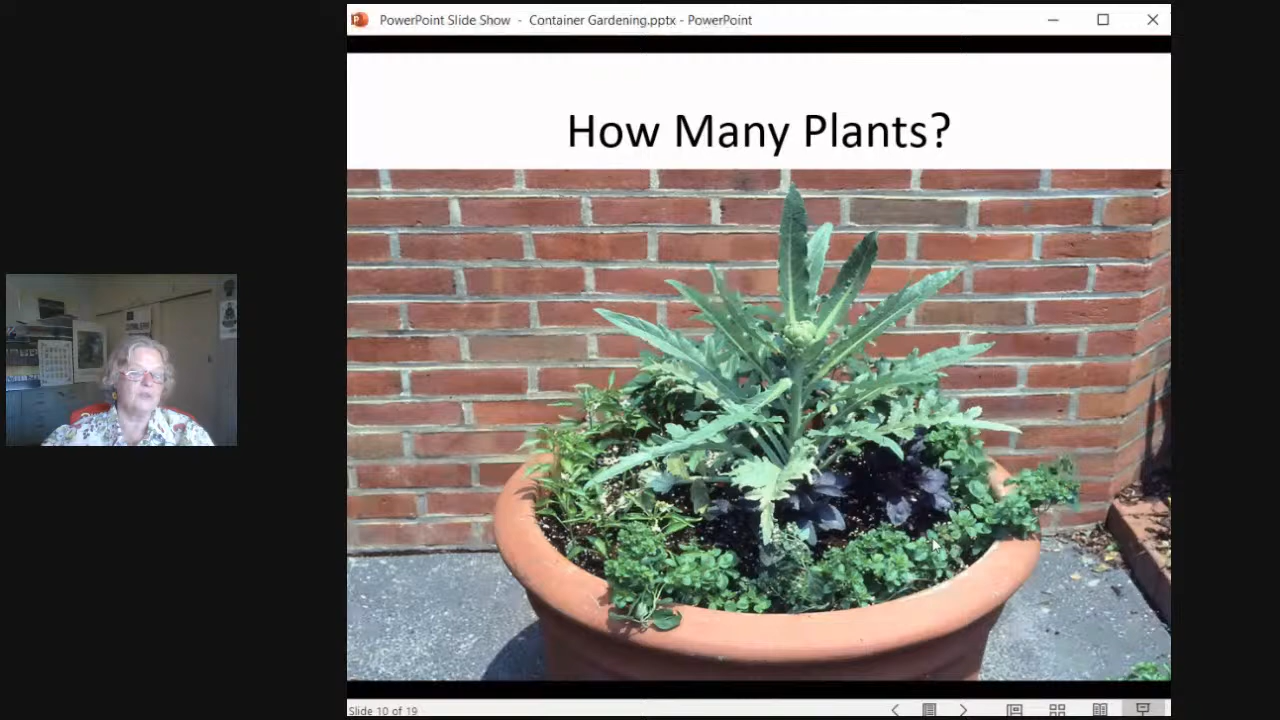 PowerPoint Slide Show - Container Gardening.pptx - PowerPoint
How Many Plants?
Slide 10 of 19